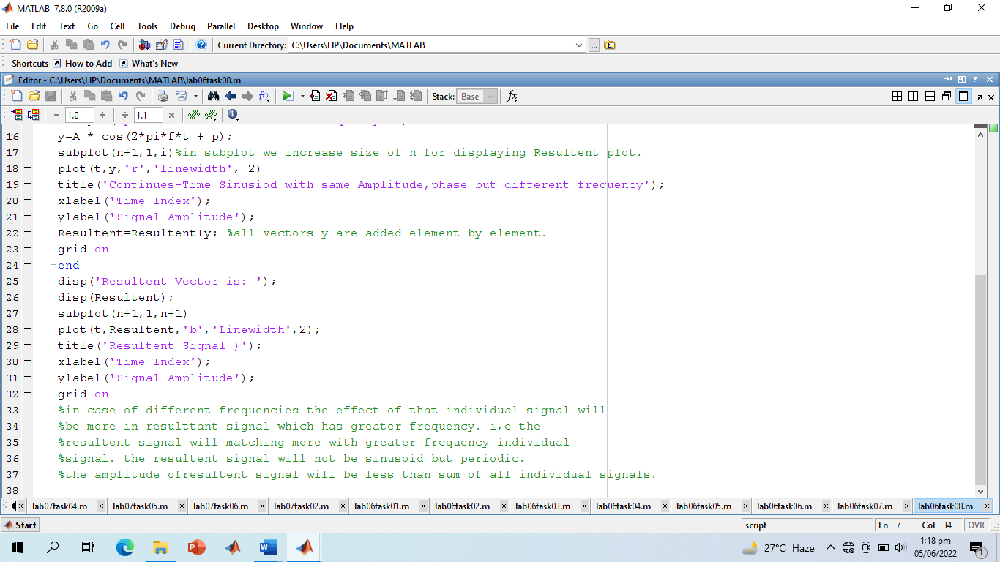 MATLAB 7.8.0 (R2009a)
File Edit Text Go Cell Tools Debug Parallel Desktop Window Help
Current Directory: C:\Users\HP\Documents\MATLAB
Shortcuts How to Add What's New
Editor - C:\Users\HP\Documents\MATLAB\lab06task08.m
Stack: Base fx
1.0 1.1
16 y=A * cos(2*pi*f*t + p);
17 subplot(n+1,1,i)%in subplot we increase size of n for displaying Resultent plot.
18 plot(t,y,'r','linewidth', 2)
19 title('Continues-Time Sinusiod with same Amplitude,phase but different frequency');
20 xlabel('Time Index');
21 ylabel('Signal Amplitude');
22 Resultent=Resultent+y; %all vectors y are added element by element.
23 grid on
24 end
25 disp('Resultent Vector is: ');
26 disp(Resultent);
27 subplot(n+1,1,n+1)
28 plot(t,Resultent,'b','Linewidth',2);
29 title('Resultent Signal )');
30 xlabel('Time Index');
31 ylabel('Signal Amplitude');
32 grid on
33 %in case of different frequencies the effect of that individual signal will
34 %be more in resulttant signal which has greater frequency. i,e the
35 %resultent signal will matching more with greater frequency individual
36 %signal. the resultent signal will not be sinusoid but periodic.
37 %the amplitude ofresultent signal will be less than sum of all individual signals.
38
lab07task04.m lab07task05.m lab07task06.m lab07task02.m lab06task01.m lab06task02.m lab06task03.m lab06task04.m lab06task05.m lab06task06.m lab06task07.m lab06task08.m
Start script Ln 7 Col 34 OVR
27°C Haze 1:18 pm
05/06/2022 1